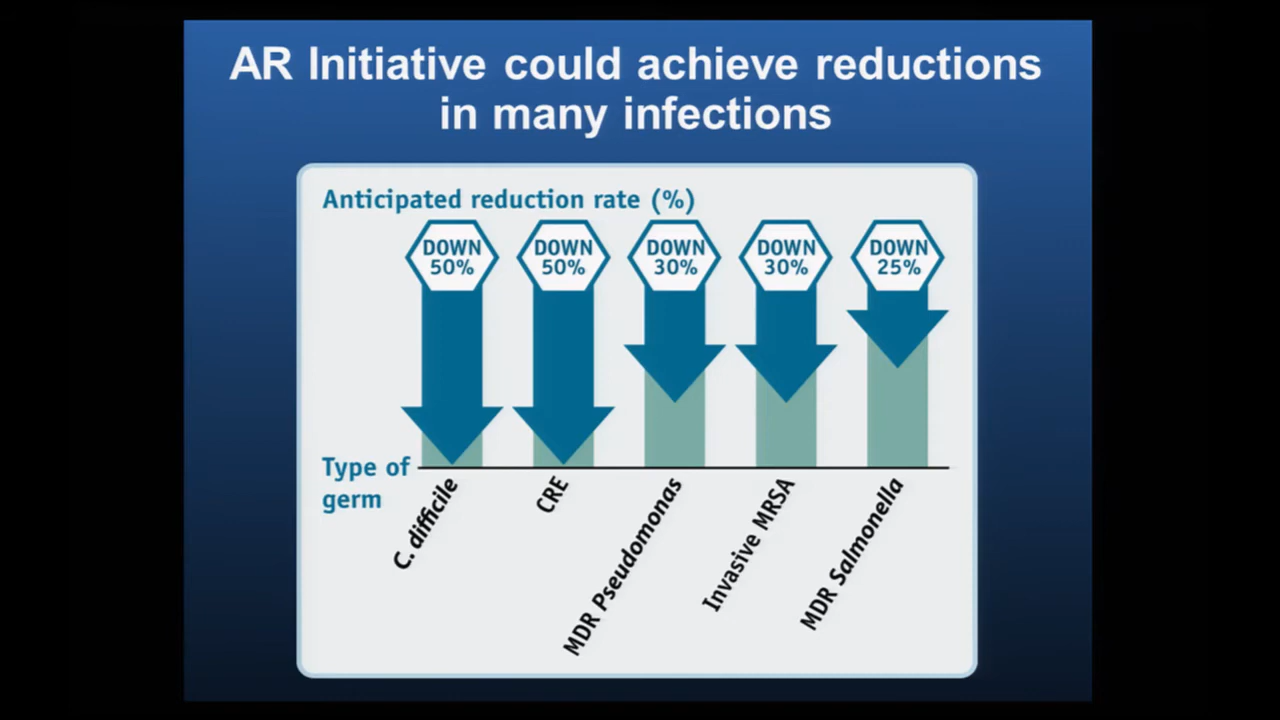 AR Initiative could achieve reductions
in many infections
Anticipated reduction rate (%)
DOWN
50%
DOWN
50%
DOWN
30%
DOWN
30%
DOWN
25%
Type of
germ
C. difficile
CRE
MDR Pseudomonas
Invasive MRSA
MDR Salmonella